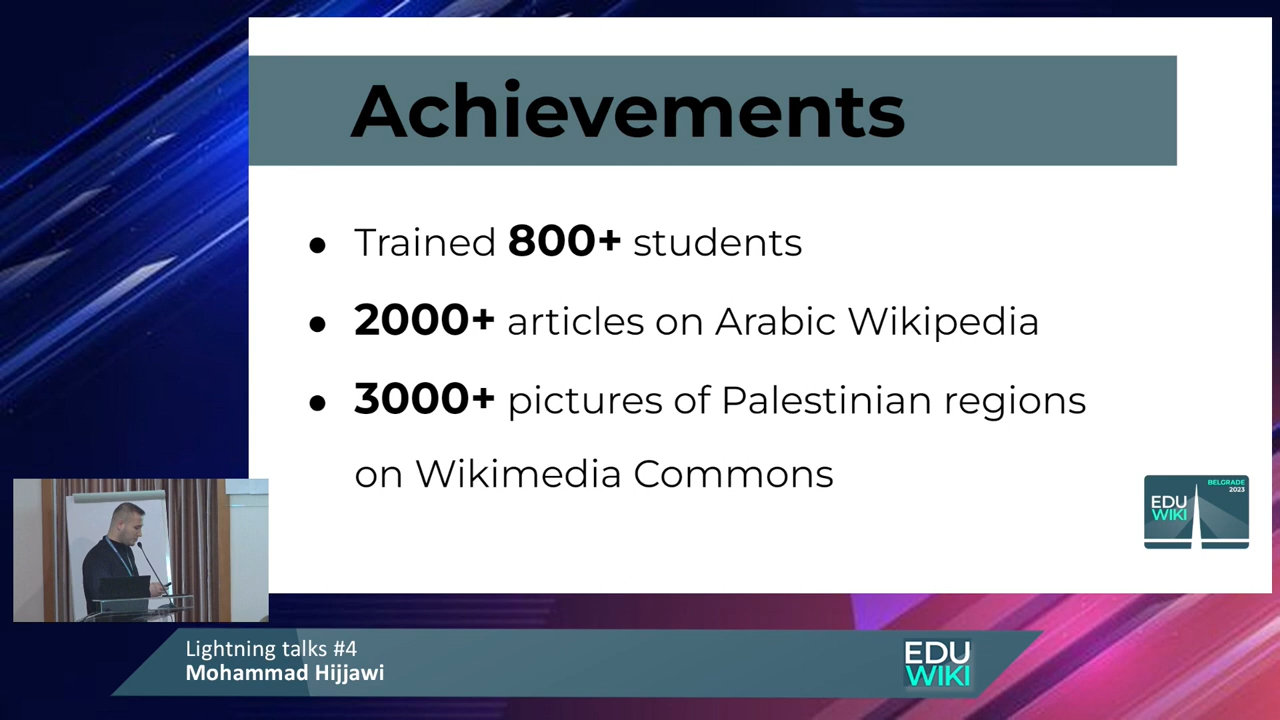 Achievements
● Trained 800+ students
● 2000+ articles on Arabic Wikipedia
● 3000+ pictures of Palestinian regions
on Wikimedia Commons
BELGRADE
2023
EDU
WIKI
Lightning talks #4
Mohammad Hijjawi
EDU
WIKI